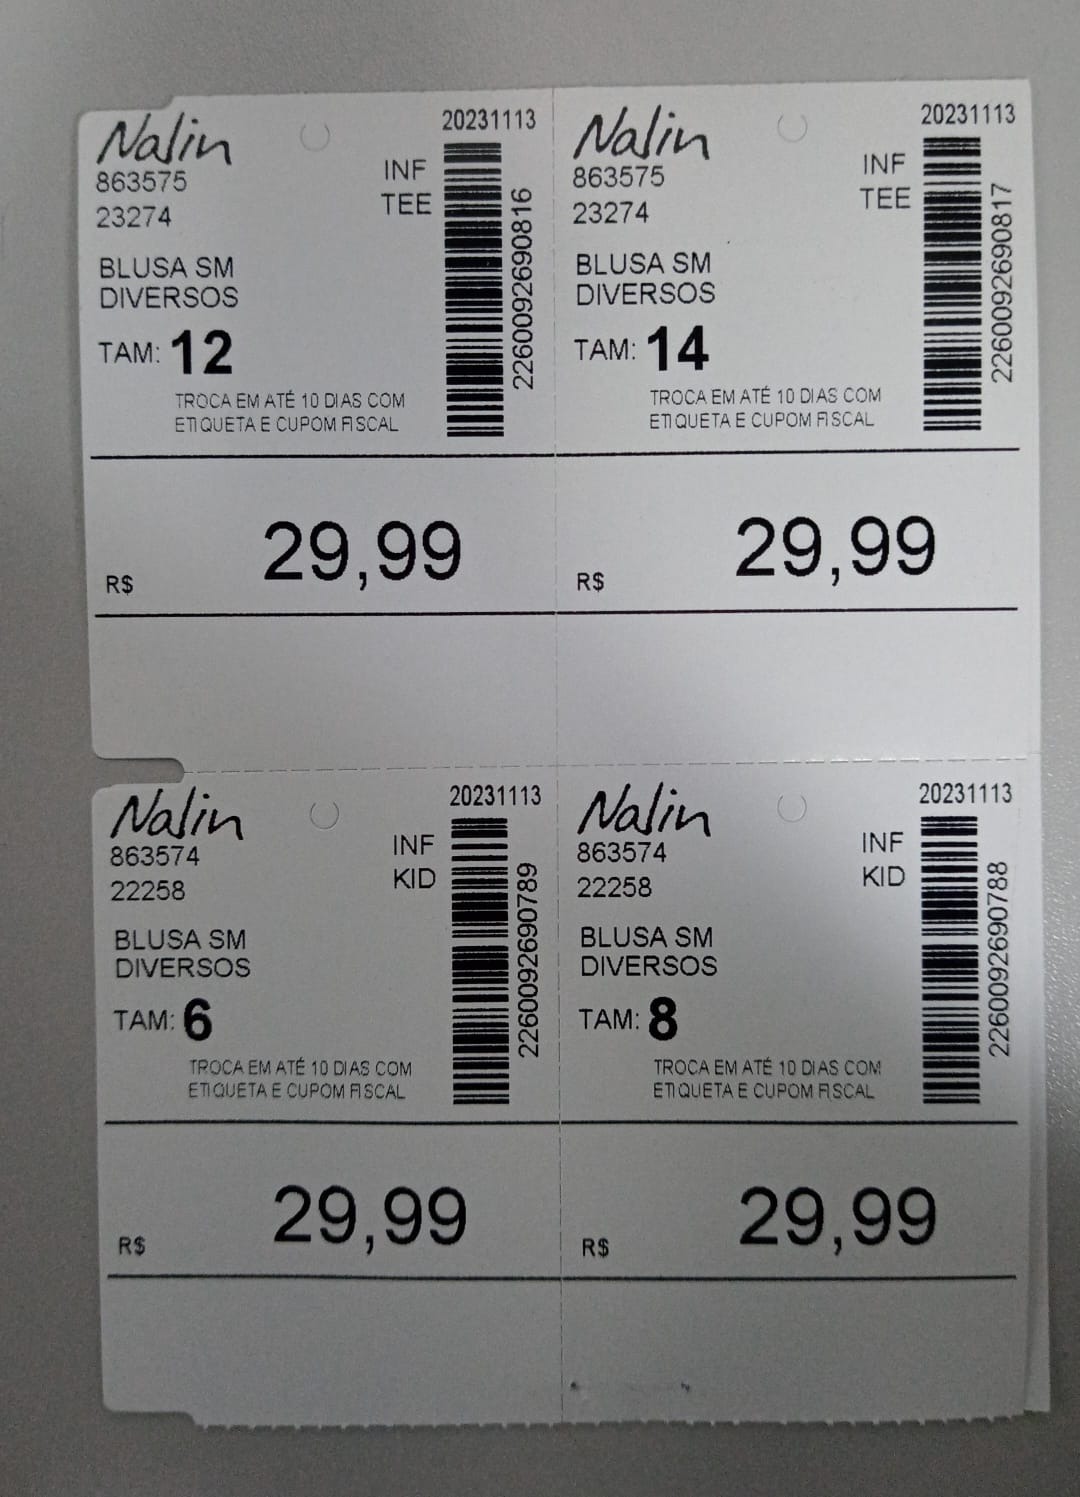 Nalin
20231113
863575
INF
23274
TEE
BLUSA SM
DIVERSOS
TAM: 12
TROCA EM ATÉ 10 DIAS COM
ETIQUETA E CUPOM FISCAL
2260092690816
R$ 29,99
Nalin
20231113
863575
INF
23274
TEE
BLUSA SM
DIVERSOS
TAM: 14
TROCA EM ATÉ 10 DIAS COM
ETIQUETA E CUPOM FISCAL
2260092690817
R$ 29,99
Nalin
20231113
863574
INF
22258
KID
BLUSA SM
DIVERSOS
TAM: 6
TROCA EM ATÉ 10 DIAS COM
ETIQUETA E CUPOM FISCAL
2260092690789
R$ 29,99
Nalin
20231113
863574
INF
22258
KID
BLUSA SM
DIVERSOS
TAM: 8
TROCA EM ATÉ 10 DIAS COM
ETIQUETA E CUPOM FISCAL
2260092690788
R$ 29,99